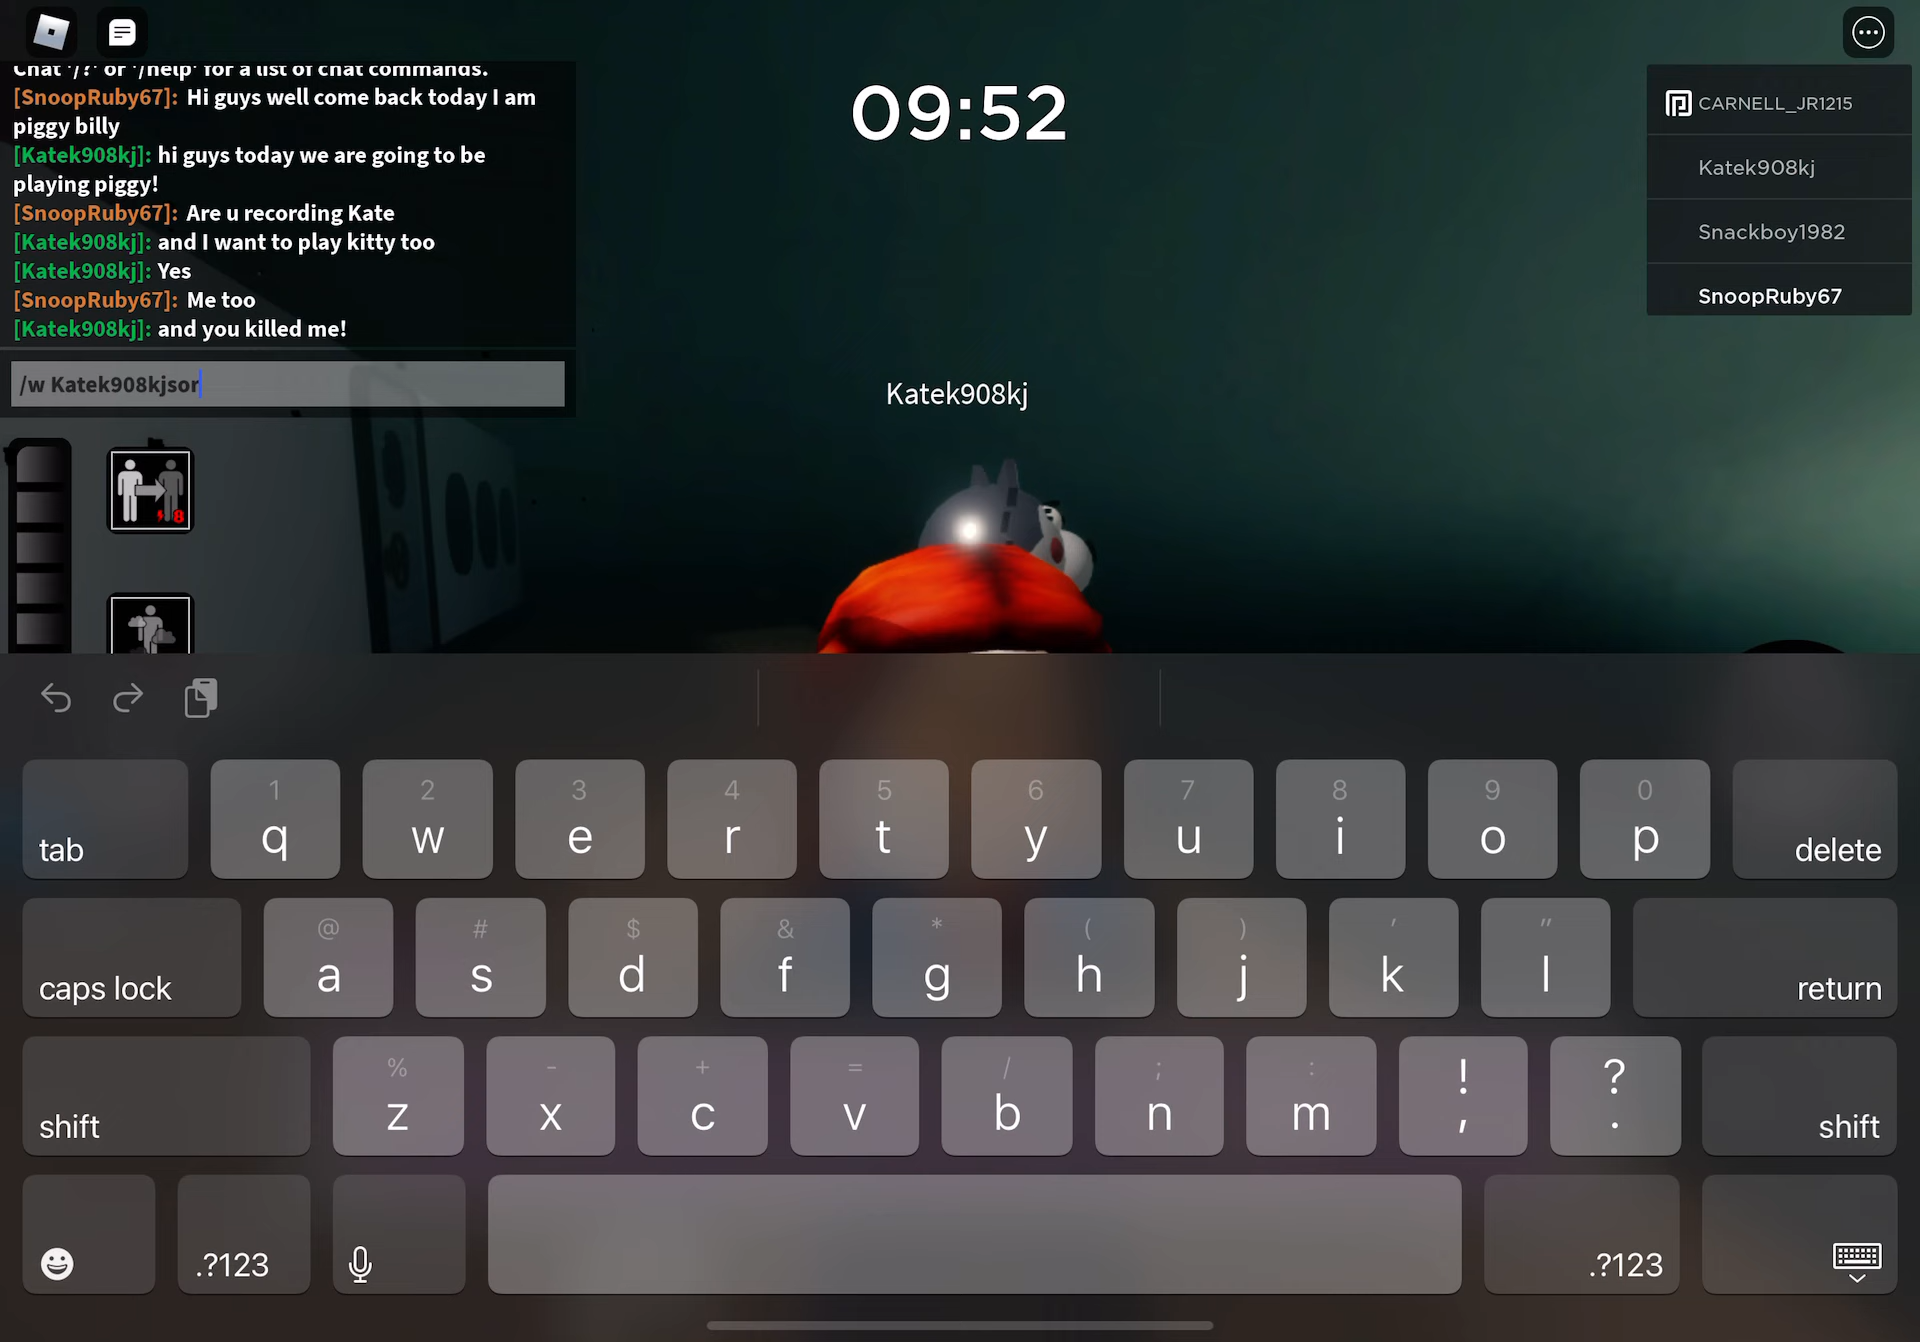 Chat '/?' or '/help' for a list of chat commands.
[SnoopRuby67]: Hi guys well come back today I am
piggy billy
[Katek908kj]: hi guys today we are going to be
playing piggy!
[SnoopRuby67]: Are u recording Kate
[Katek908kj]: and I want to play kitty too
[Katek908kj]: Yes
[SnoopRuby67]: Me too
[Katek908kj]: and you killed me!
/w Katek908kjsor
09:52
CARNELL_JR1215
Katek908kj
Snackboy1982
SnoopRuby67
Katek908kj
8
1 2 3 4 5 6 7 8 9 0
tab q w e r t y u i o p delete
@ # $ & * ( ) ' "
caps lock a s d f g h j k l return
% - + = / ; : ! ?
shift z x c v b n m , . shift
.?123 .?123